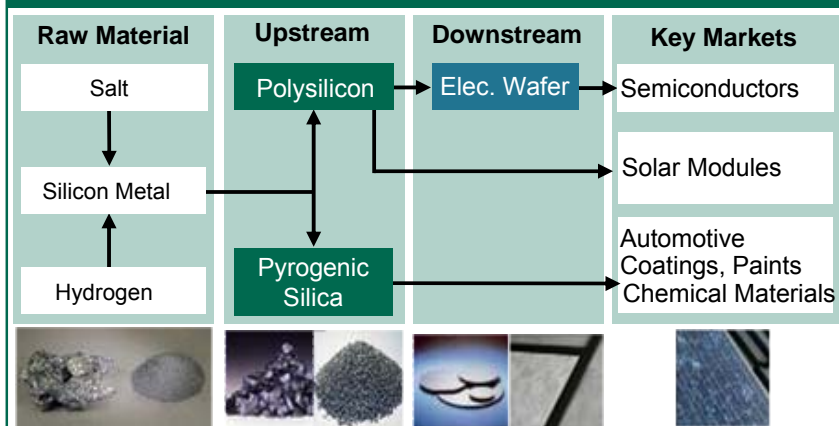 Raw Material
Upstream
Downstream
Key Markets
Salt
Polysilicon
Elec. Wafer
Semiconductors
Silicon Metal
Solar Modules
Hydrogen
Pyrogenic
Silica
Automotive
Coatings, Paints
Chemical Materials